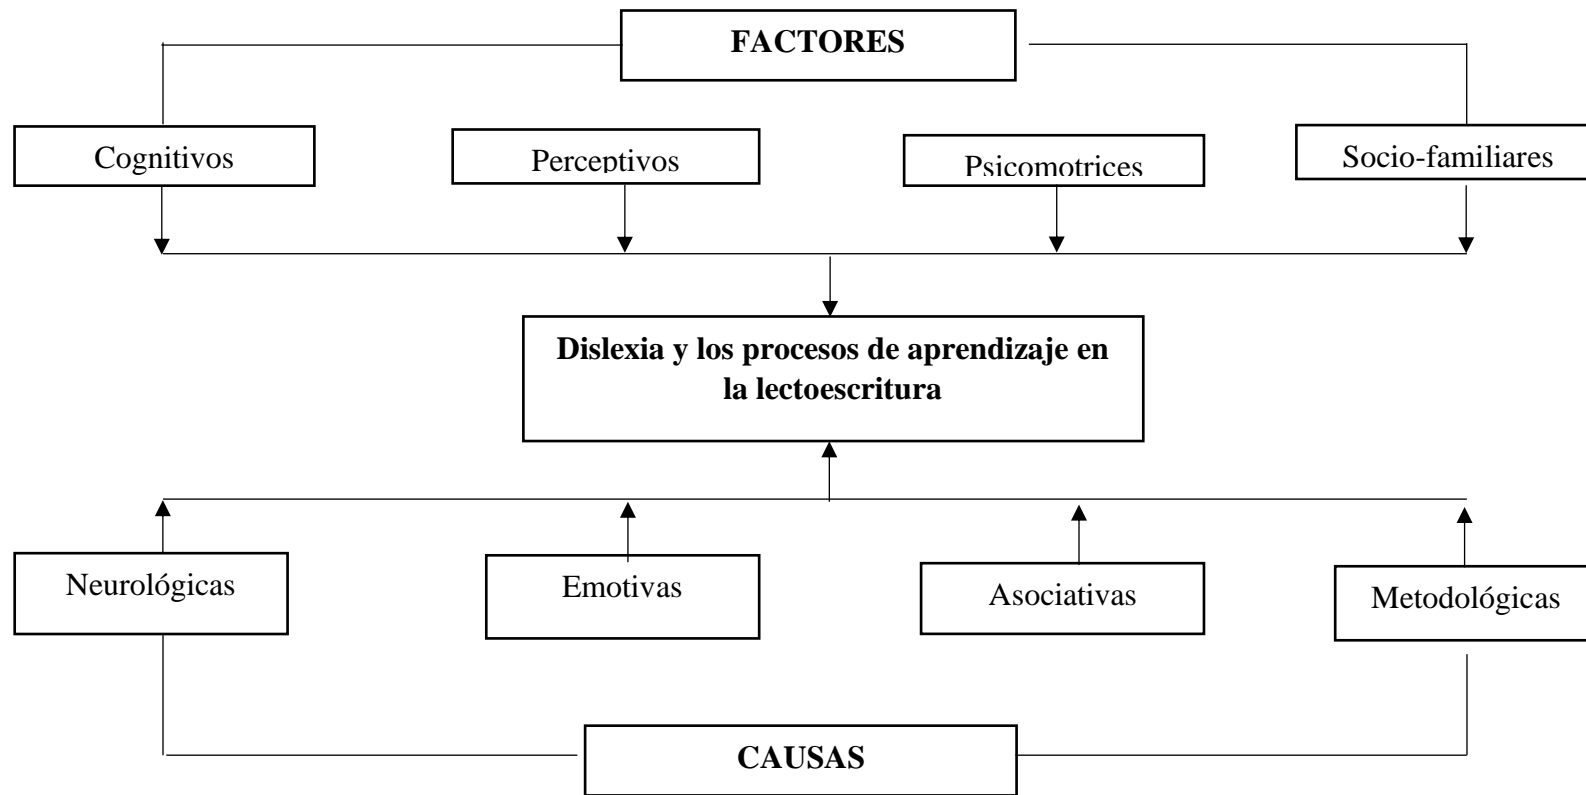 FACTORES
Cognitivos
Perceptivos
Psicomotrices
Socio-familiares
Dislexia y los procesos de aprendizaje en
la lectoescritura
Neurológicas
Emotivas
Asociativas
Metodológicas
CAUSAS